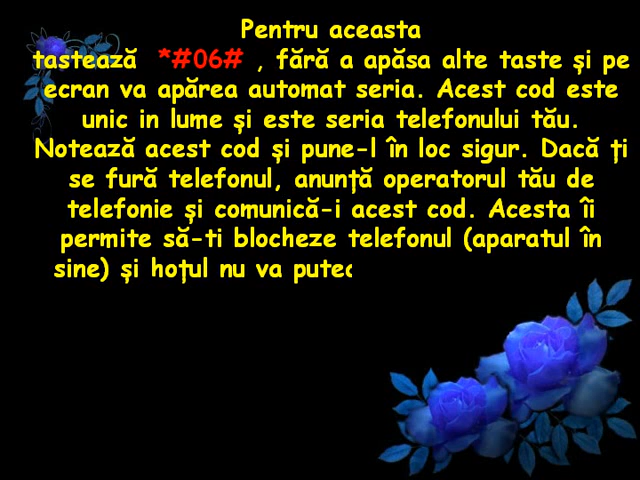 Pentru aceasta
tastează *#06# , fără a apăsa alte taste și pe
ecran va apărea automat seria. Acest cod este
unic in lume și este seria telefonului tău.
Notează acest cod și pune-l în loc sigur. Dacă ți
se fură telefonul, anunță operatorul tău de
telefonie și comunică-i acest cod. Acesta îi
permite să-ti blocheze telefonul (aparatul în
sine) și hoțul nu va